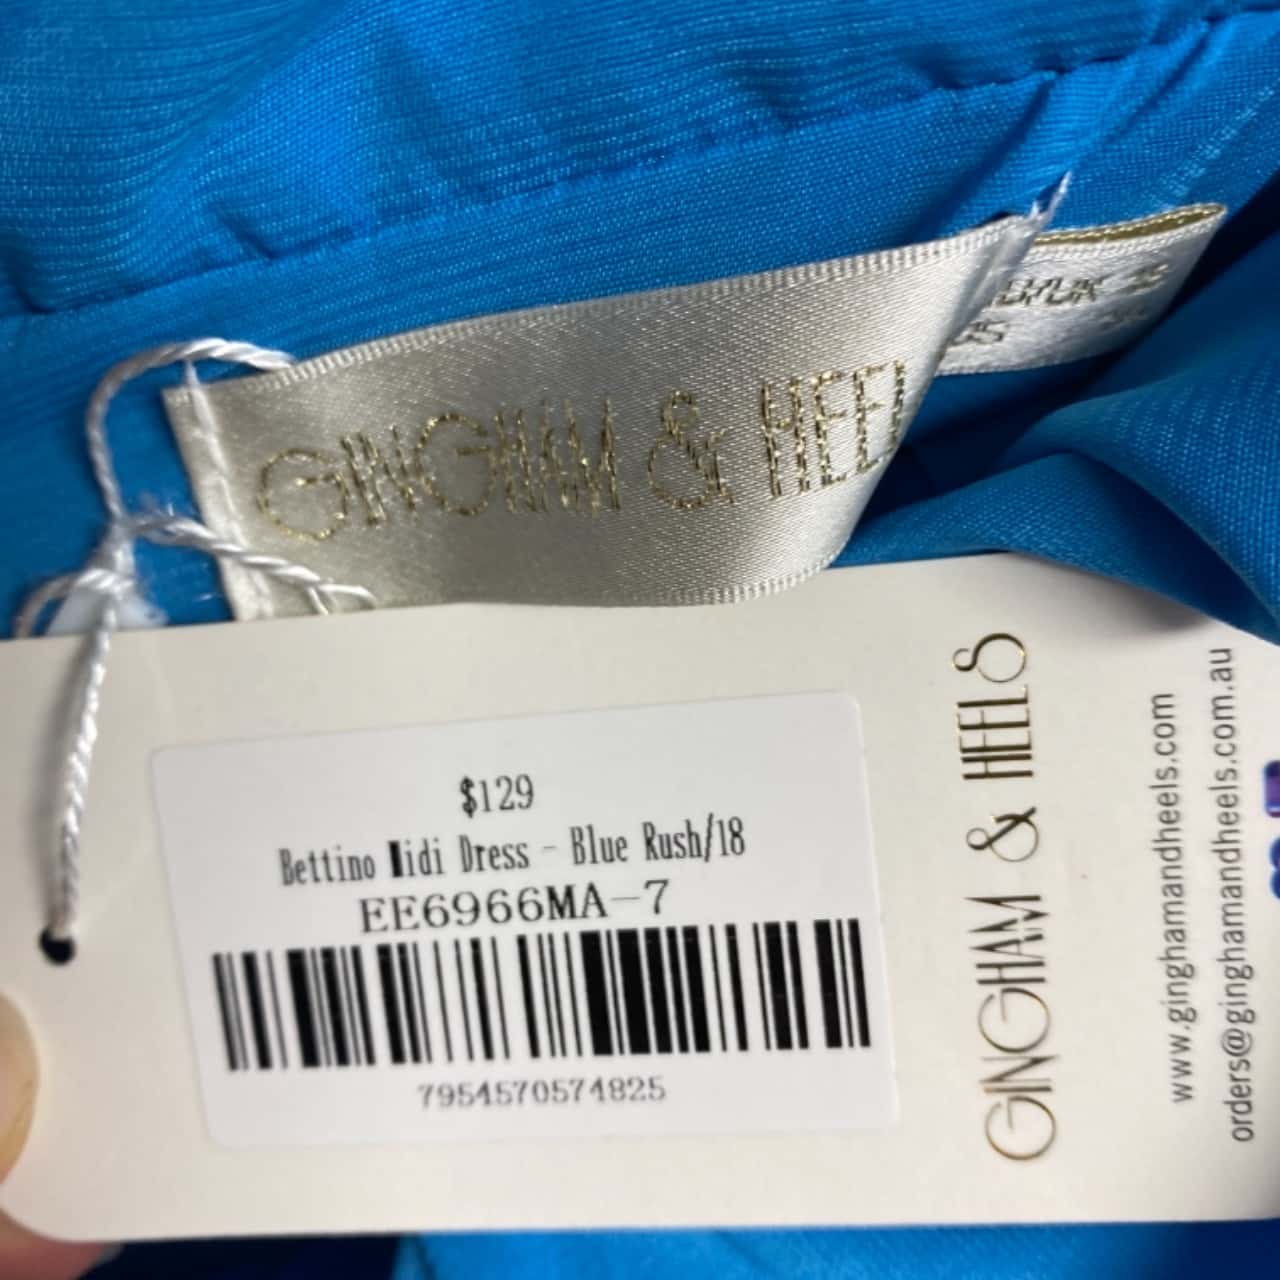 GINGHAM & HEEL
$129
Bettino Midi Dress - Blue Rush/18
EE6966MA-7
7954570574825
GINGHAM & HEELS
www.ginghamandheels.com
orders@ginghamandheels.com.au